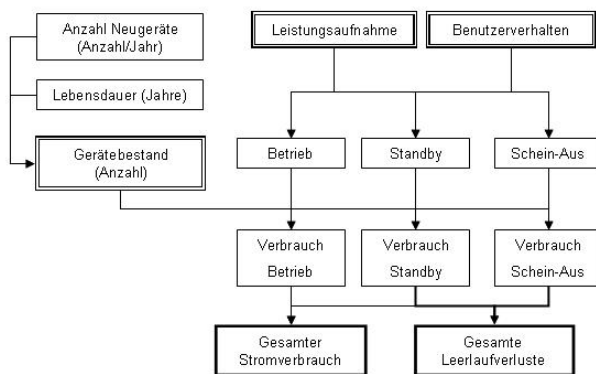 Anzahl Neugeräte
(Anzahl/Jahr)
Leistungsaufnahme
Benutzerverhalten
Lebensdauer (Jahre)
Gerätebestand
(Anzahl)
Betrieb
Standby
Schein-Aus
Verbrauch
Betrieb
Verbrauch
Standby
Verbrauch
Schein-Aus
Gesamter
Stromverbrauch
Gesamte
Leerlaufverluste